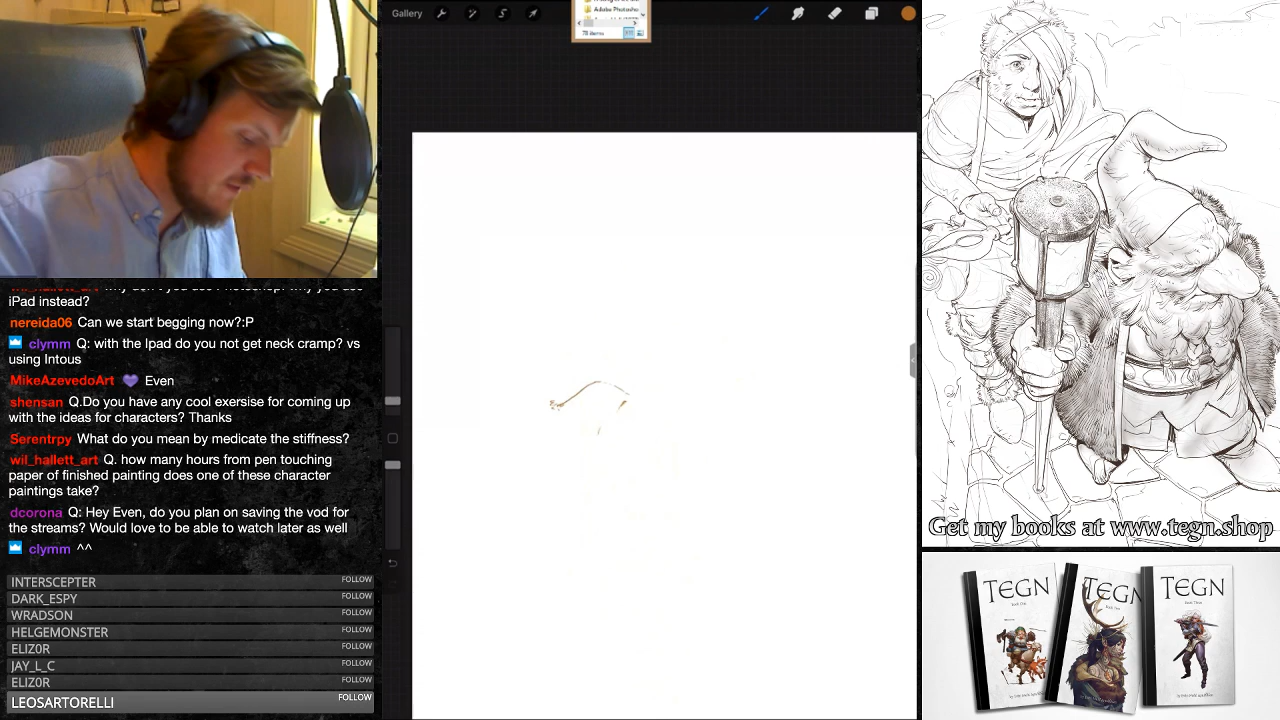 Gallery
Adobe Photosho
78 items
iPad instead?
nereida06 Can we start begging now?:P
clymm Q: with the Ipad do you not get neck cramp? vs
using Intous
MikeAzevedoArt 💜 Even
shensan Q.Do you have any cool exersise for coming up
with the ideas for characters? Thanks
Serentrpy What do you mean by medicate the stiffness?
wil_hallett_art Q. how many hours from pen touching
paper of finished painting does one of these character
paintings take?
dcorona Q: Hey Even, do you plan on saving the vod for
the streams? Would love to be able to watch later as well
clymm ^^
INTERSCEPTER FOLLOW
DARK_ESPY FOLLOW
WRADSON FOLLOW
HELGEMONSTER FOLLOW
ELIZ0R FOLLOW
JAY_L_C FOLLOW
ELIZ0R FOLLOW
LEOSARTORELLI FOLLOW
Get my books at www.tegn.shop
TEGN
TEGN
TEGN